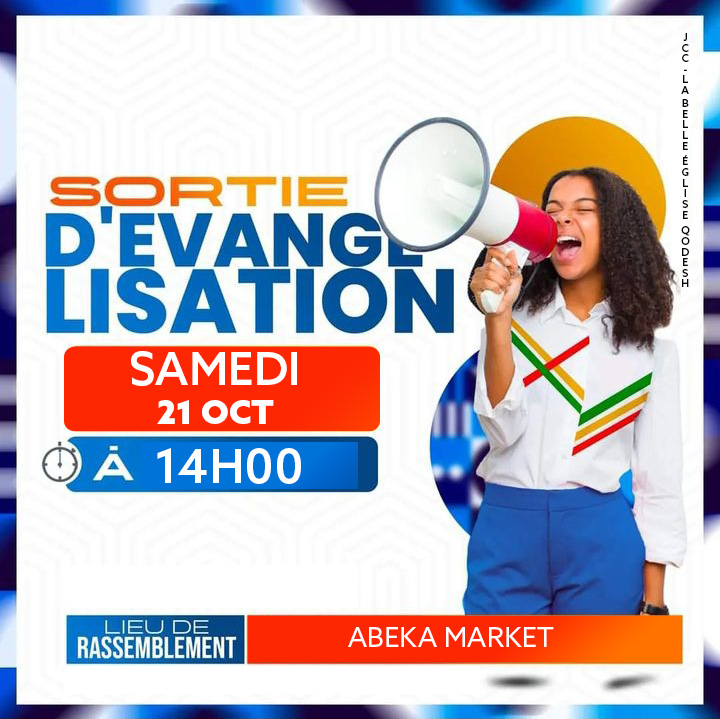 JCC - LA BELLE ÉGLISE QODESH
SORTIE
D'EVANGE
LISATION
SAMEDI
21 OCT
À 14H00
LIEU DE
RASSEMBLEMENT
ABEKA MARKET